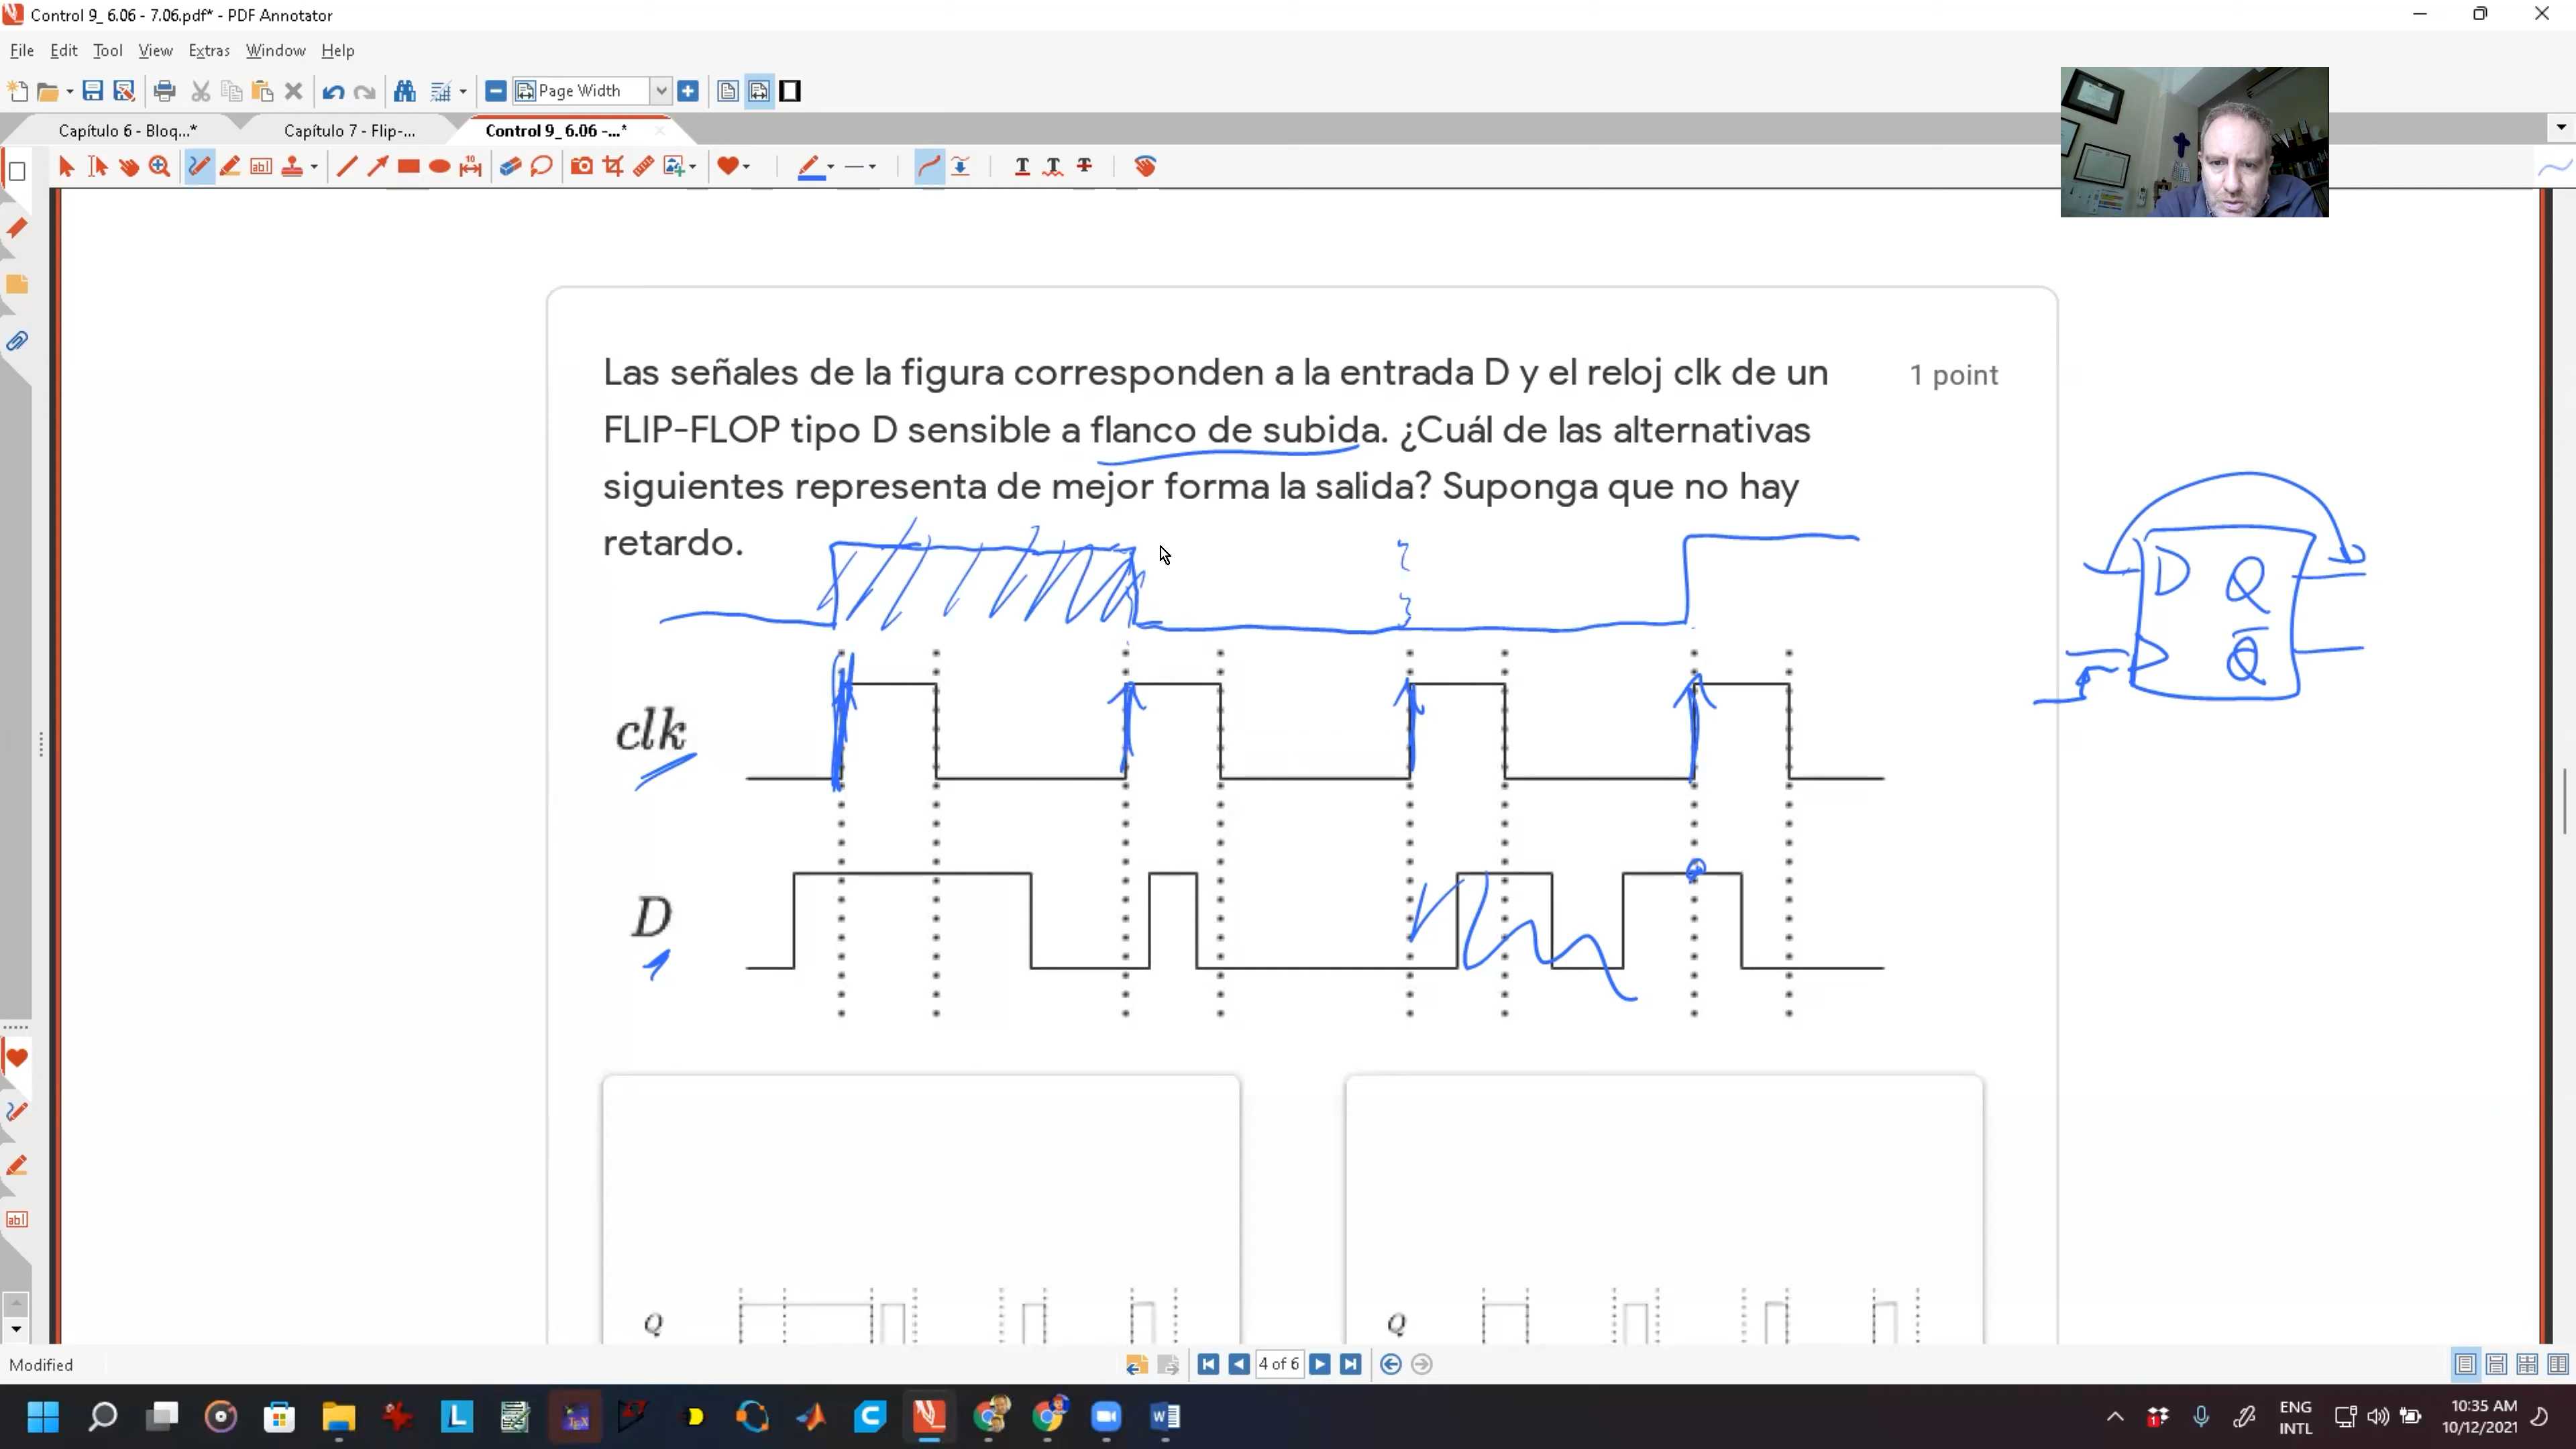 Control 9_ 6.06 - 7.06.pdf* - PDF Annotator
File Edit Tool View Extras Window Help
Page Width
Capítulo 6 - Bloq...* Capítulo 7 - Flip-... Control 9_ 6.06 -...*
Las señales de la figura corresponden a la entrada D y el reloj clk de un
1 point
FLIP-FLOP tipo D sensible a flanco de subida. ¿Cuál de las alternativas
siguientes representa de mejor forma la salida? Suponga que no hay
retardo.
D Q
Q̅
clk
D
Q
Q
Modified
4 of 6
ENG
INTL
10:35 AM
10/12/2021